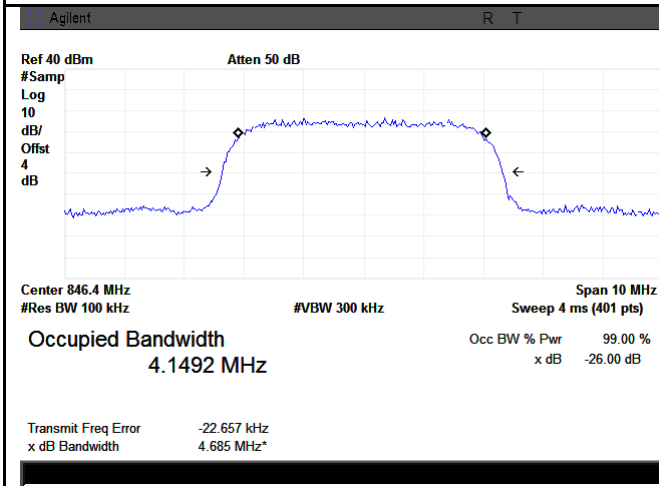 Agilent R T
Ref 40 dBm Atten 50 dB
#Samp
Log
10
dB/
Offst
4
dB
Center 846.4 MHz Span 10 MHz
#Res BW 100 kHz #VBW 300 kHz Sweep 4 ms (401 pts)
Occupied Bandwidth Occ BW % Pwr 99.00 %
4.1492 MHz x dB -26.00 dB
Transmit Freq Error -22.657 kHz
x dB Bandwidth 4.685 MHz*